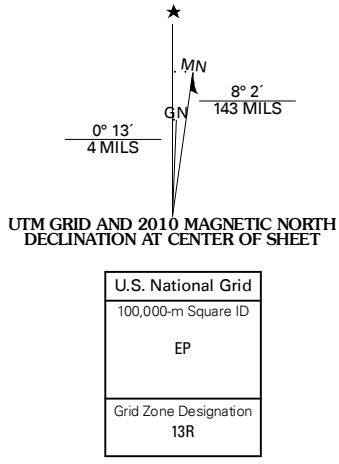 ★
MN
GN
8° 2´
143 MILS
0° 13´
4 MILS
UTM GRID AND 2010 MAGNETIC NORTH
DECLINATION AT CENTER OF SHEET
U.S. National Grid
100,000-m Square ID
EP
Grid Zone Designation
13R